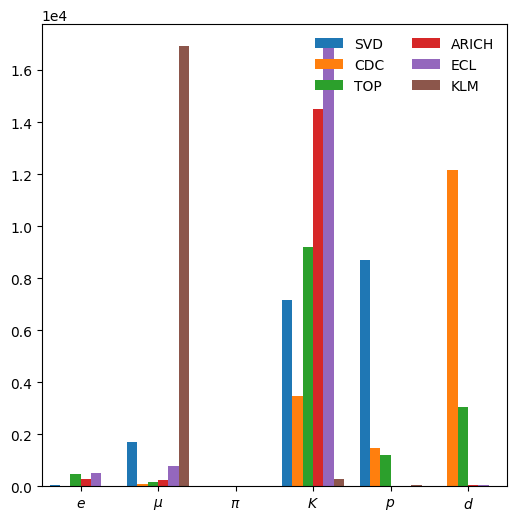 1e4
SVD
CDC
TOP
ARICH
ECL
KLM
1.6
1.4
1.2
1.0
0.8
0.6
0.4
0.2
0.0
e μ π K p d